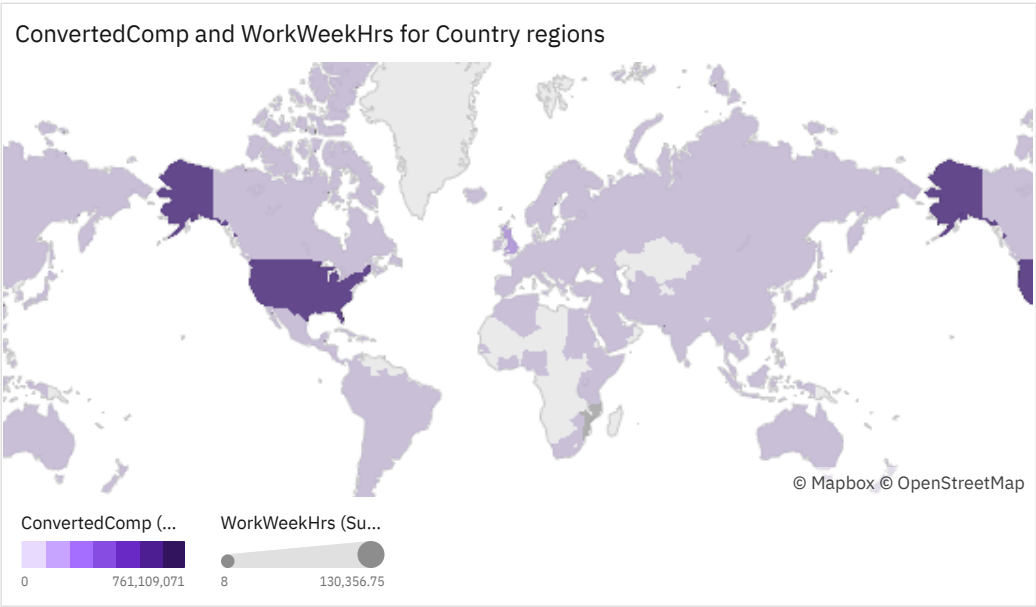 ConvertedComp and WorkWeekHrs for Country regions
© Mapbox © OpenStreetMap
ConvertedComp (... WorkWeekHrs (Su...
0 761,109,071 8 130,356.75